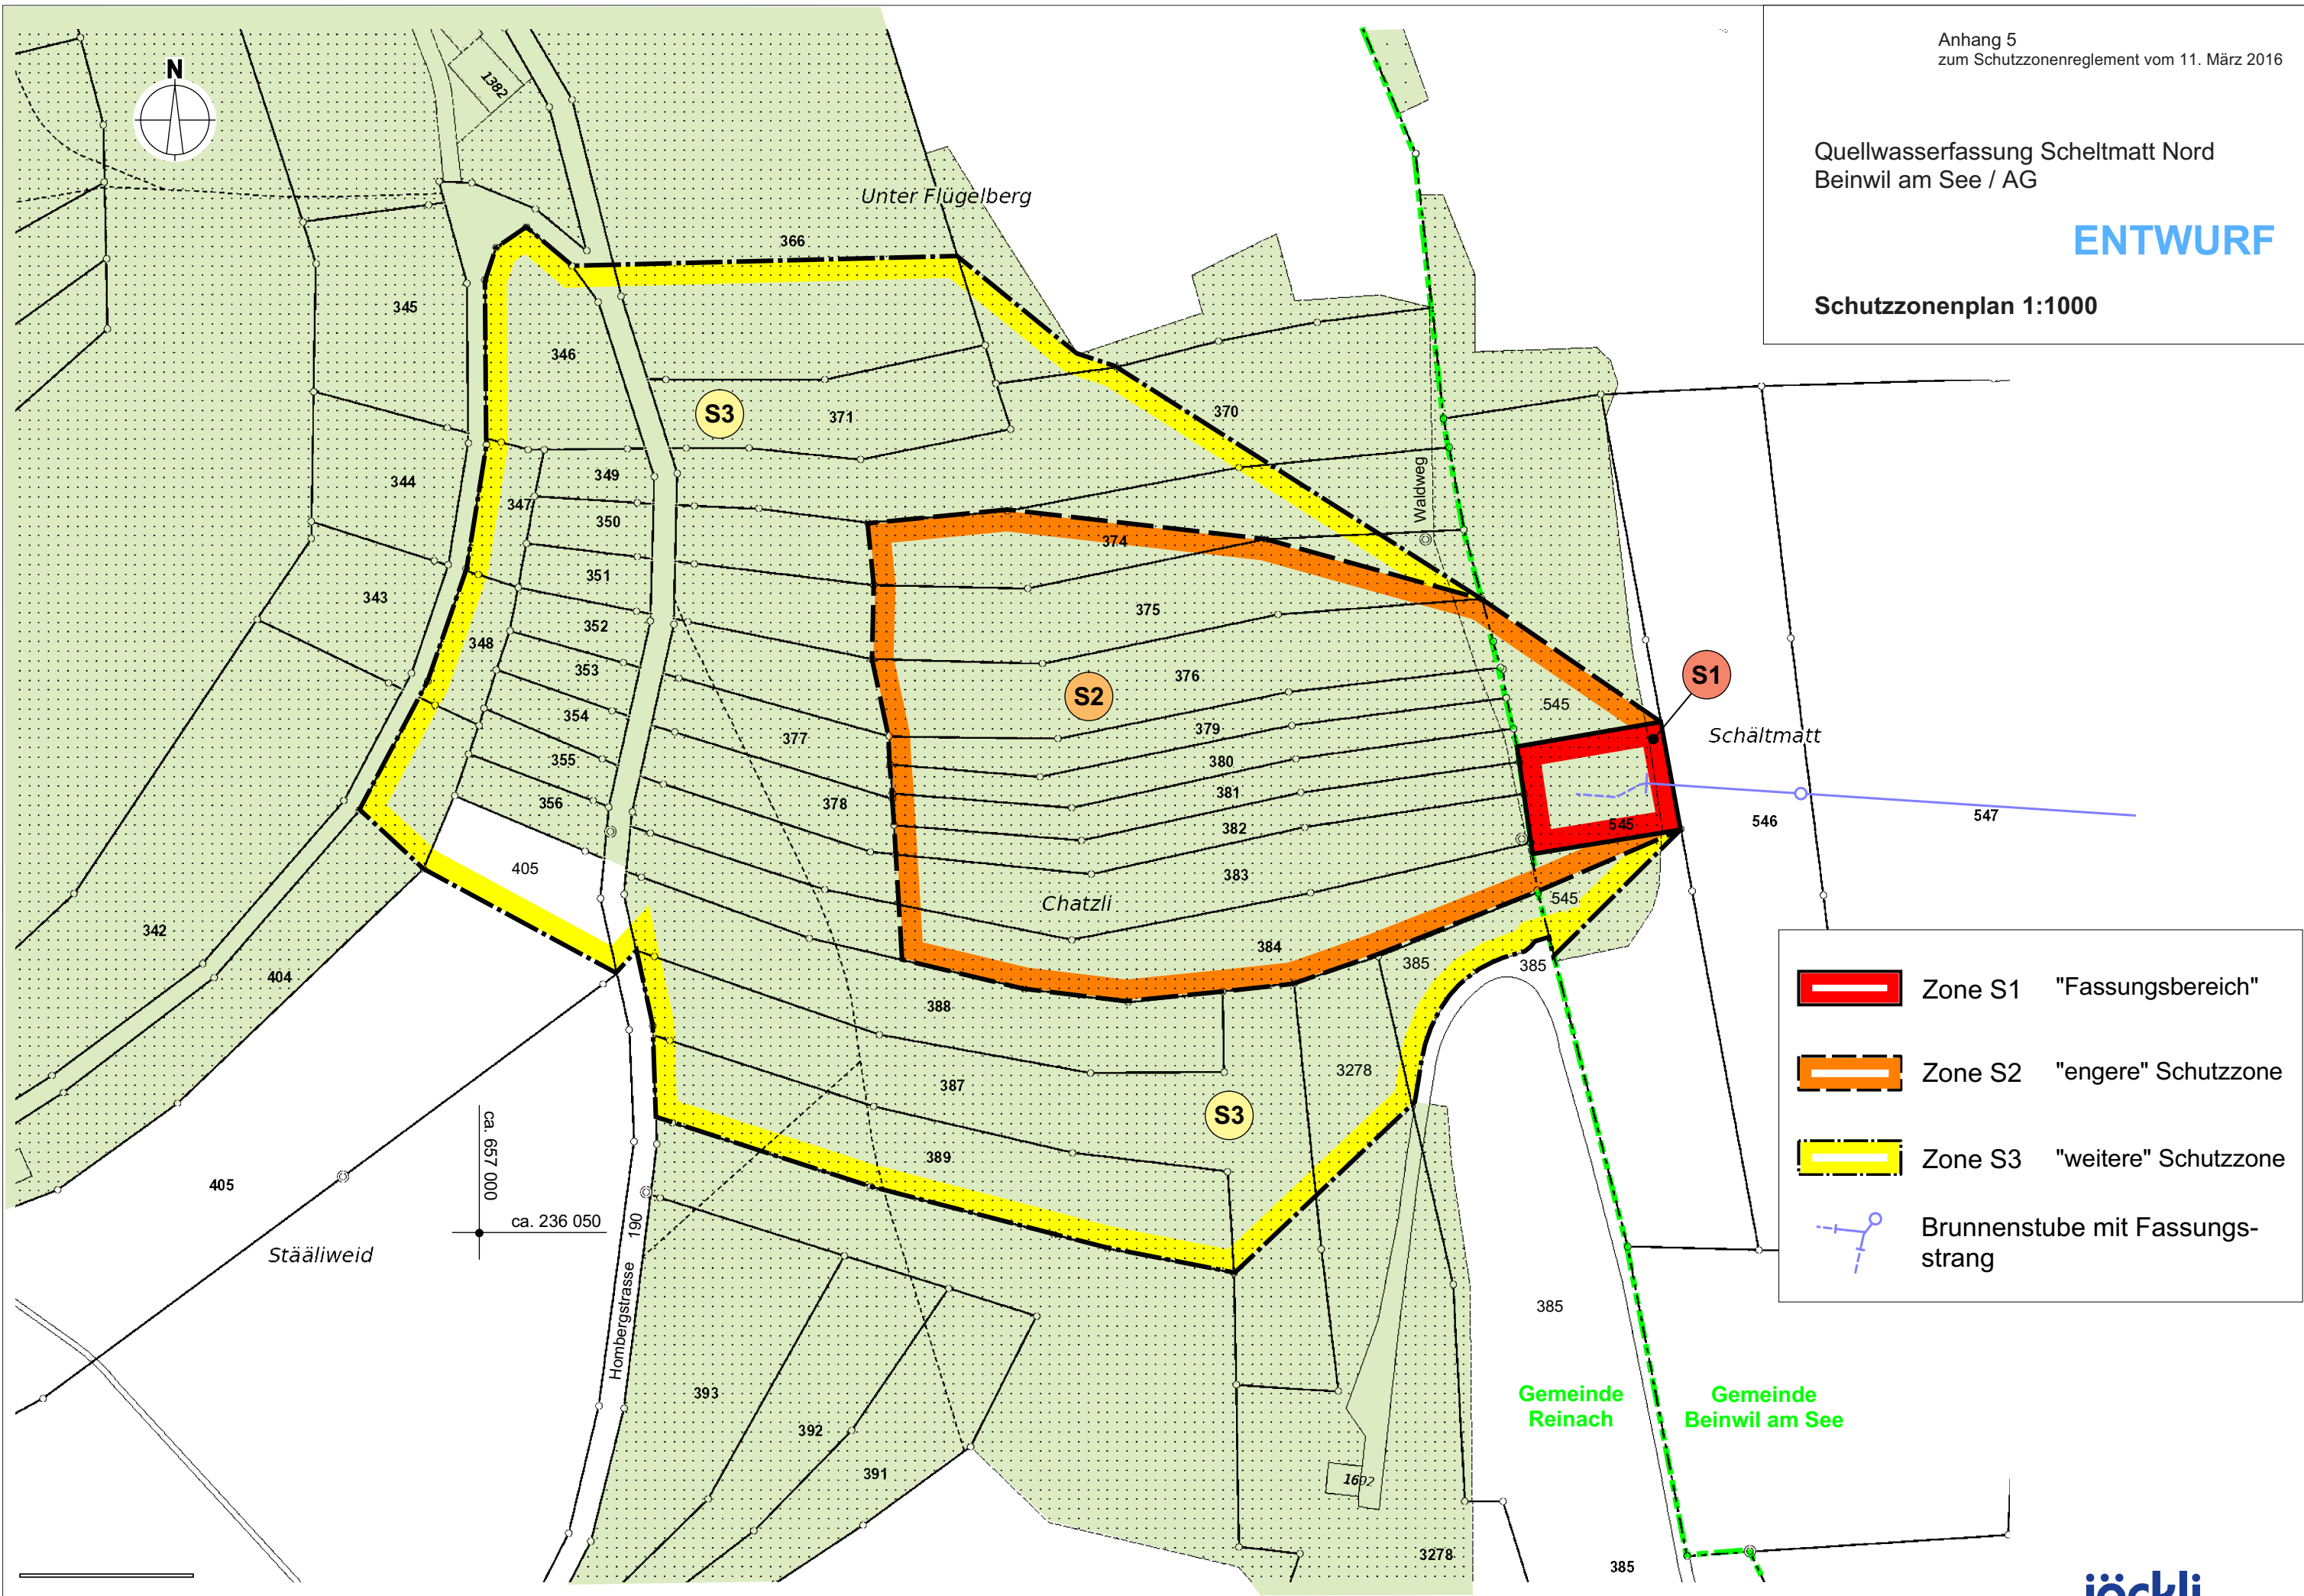 Anhang 5
zum Schutzzonenreglement vom 11. März 2016
Quellwasserfassung Scheltmatt Nord
Beinwil am See / AG
ENTWURF
Schutzzonenplan 1:1000
N
1382
Unter Flügelberg
366
345
346
S3
371
370
344
349
347
350
Waldweg
374
351
343
375
352
348
353
376
S2
S1
545
354
379
Schältmatt
377
355
380
381
378
356
382
545
546
547
405
383
545
Chatzli
342
384
404
385
385
388
Zone S1 "Fassungsbereich"
Zone S2 "engere" Schutzzone
Zone S3 "weitere" Schutzzone
Brunnenstube mit Fassungs-
strang
3278
387
S3
389
405
ca. 657 000
ca. 236 050
190
Stääliweid
Hombergstrasse
385
393
392
391
Gemeinde
Reinach
Gemeinde
Beinwil am See
1692
3278
385
jöckli